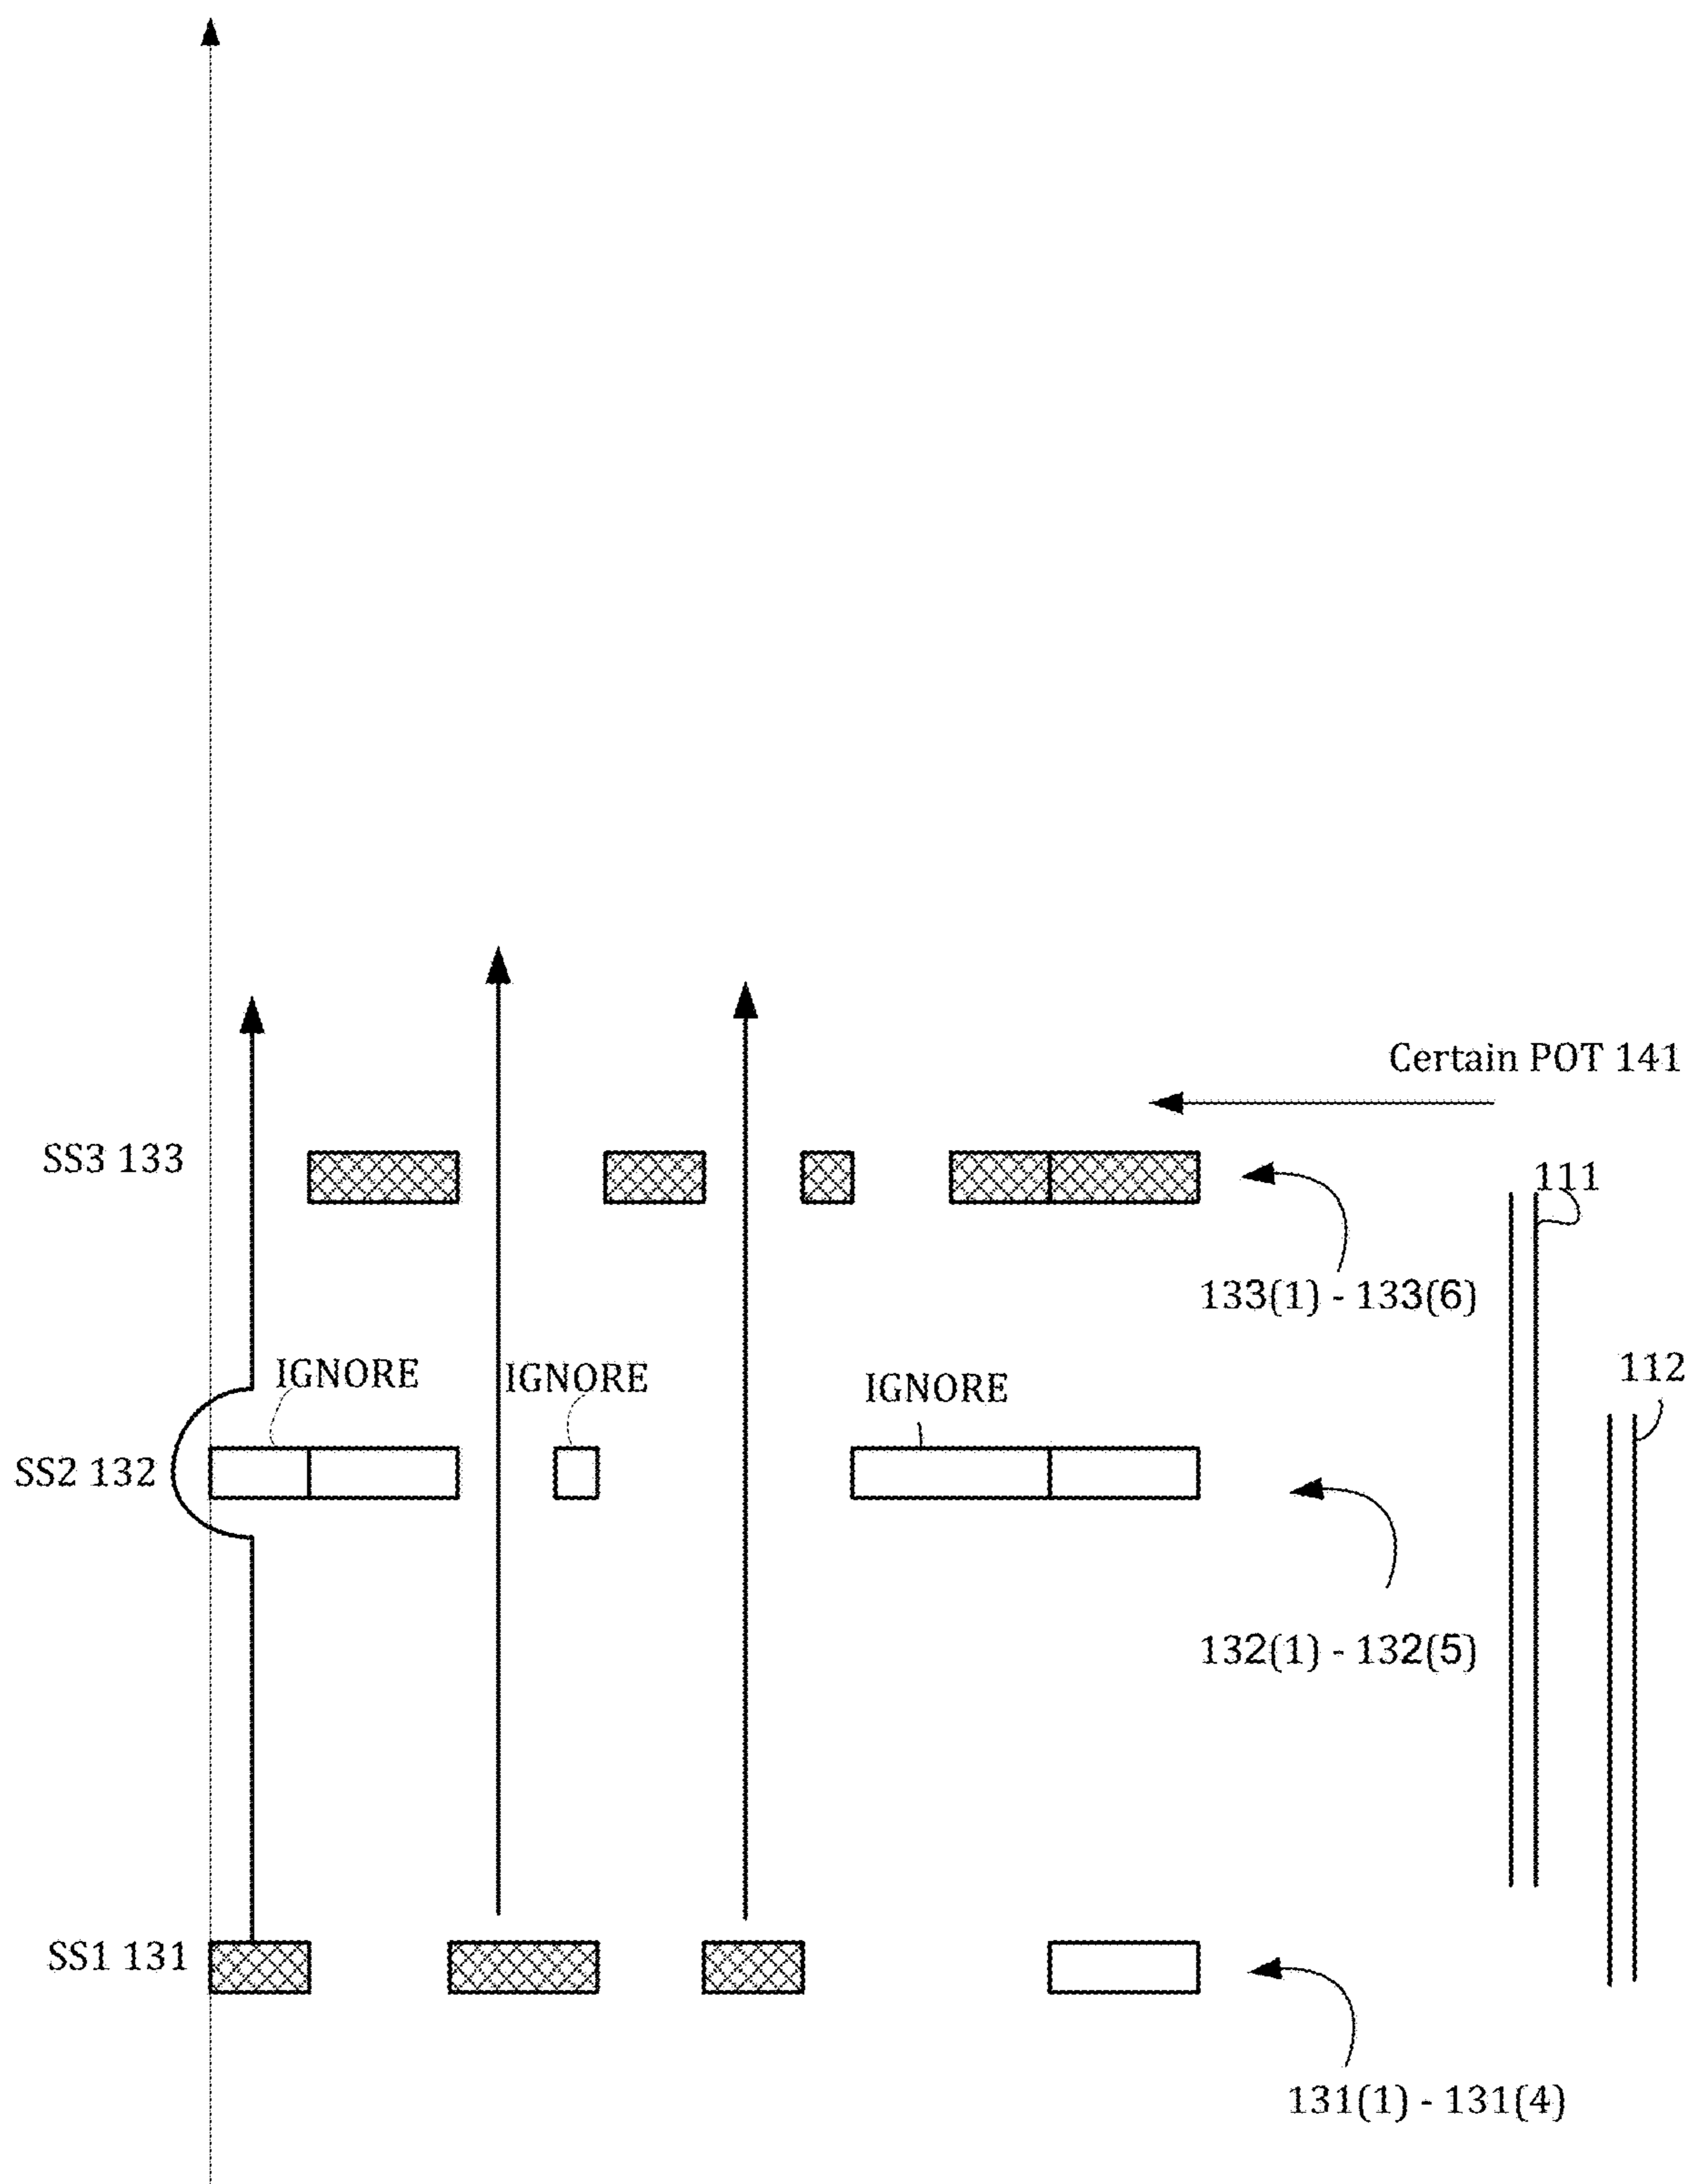 Certain POT 141
SS3 133
111
133(1) - 133(6)
IGNORE
IGNORE
IGNORE
112
SS2 132
132(1) - 132(5)
SS1 131
131(1) - 131(4)